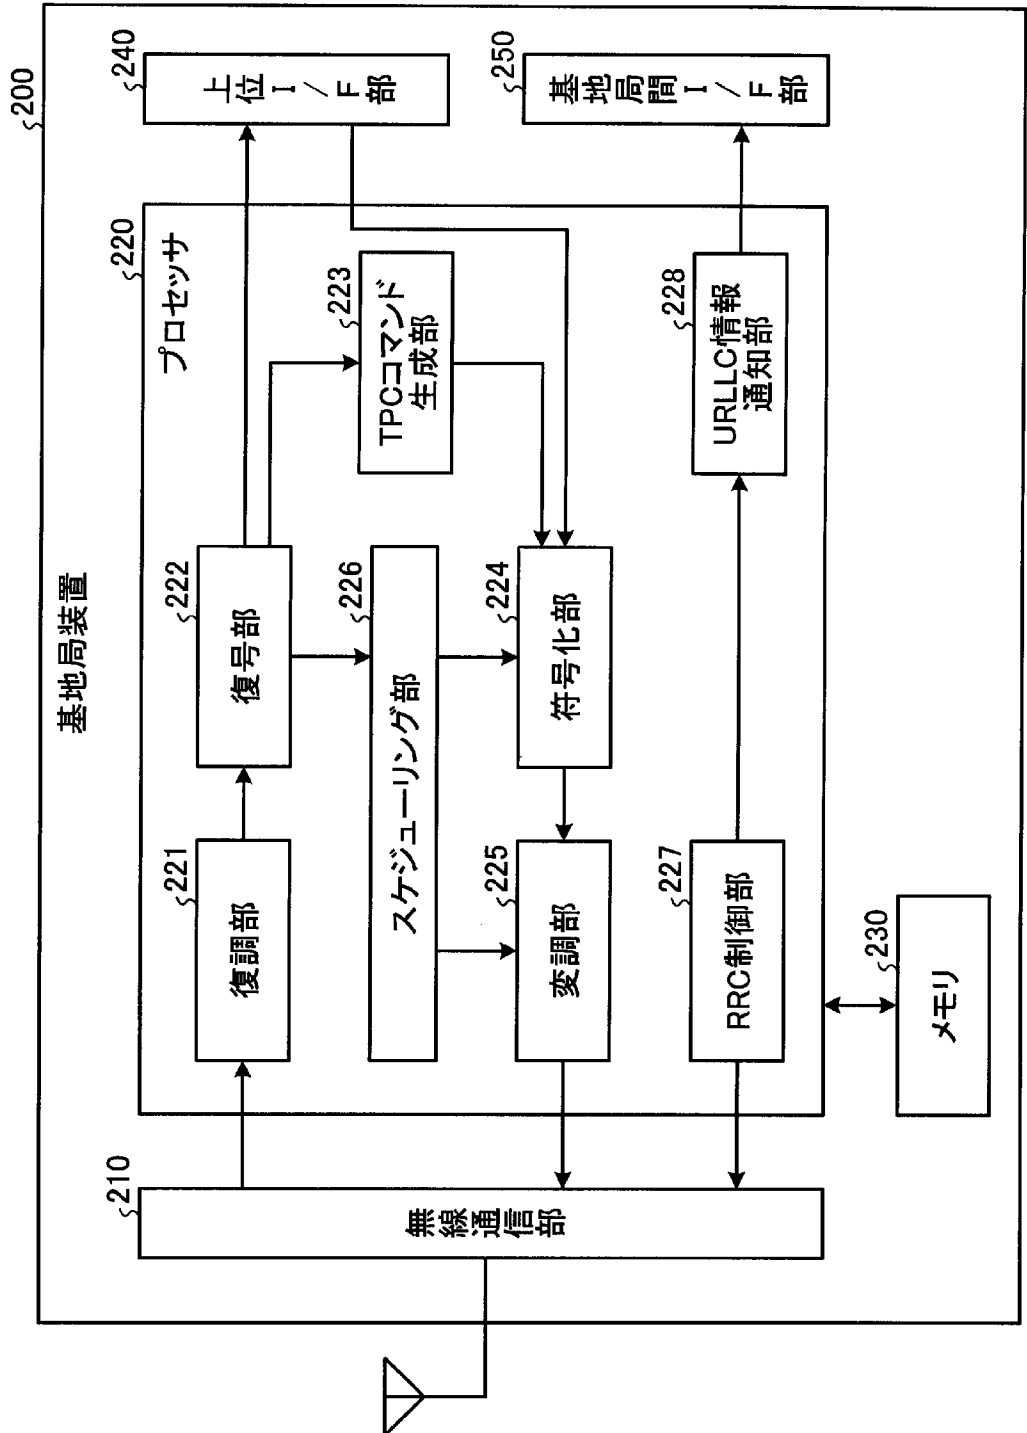 基地局装置
200
220
プロセッサ
210
無線通信部
221
復調部
222
復号部
240
上位I/F部
226
スケジューリング部
223
TPCコマンド
生成部
225
変調部
224
符号化部
227
RRC制御部
228
URLLC情報
通知部
250
基地局間I/F部
230
メモリ